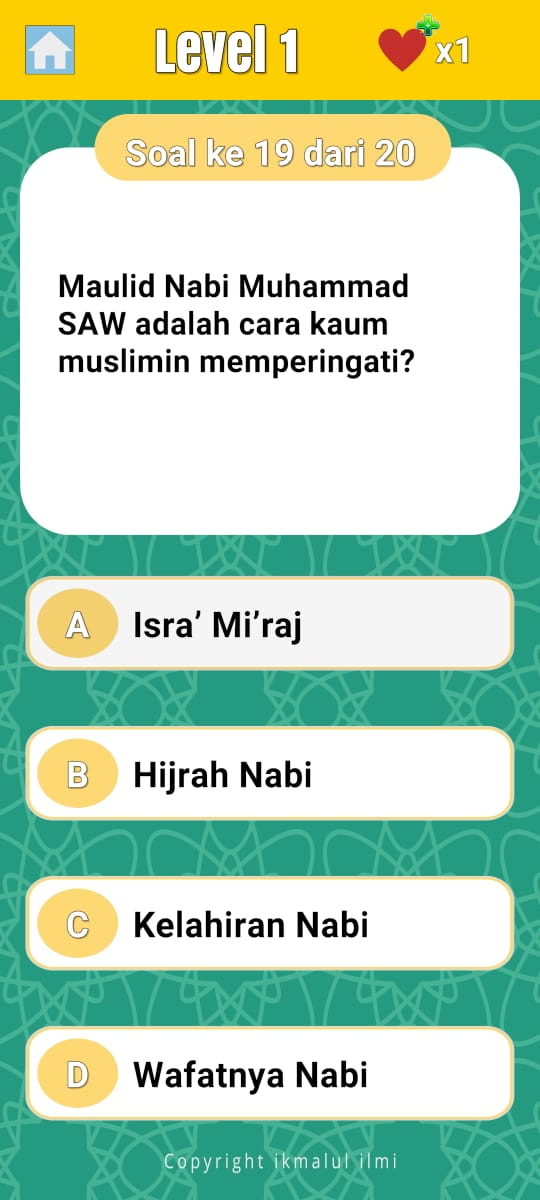 Level 1
x1
Soal ke 19 dari 20
Maulid Nabi Muhammad
SAW adalah cara kaum
muslimin memperingati?
A Isra’ Mi’raj
B Hijrah Nabi
C Kelahiran Nabi
D Wafatnya Nabi
Copyright ikmalul ilmi